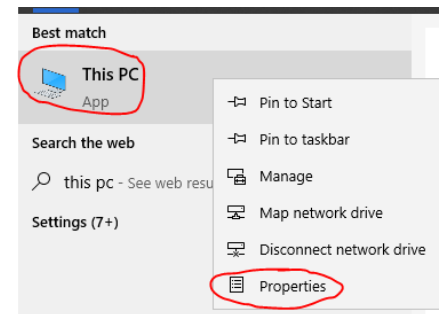 Best match
This PC
App
Search the web
this pc - See web resu
Settings (7+)
Pin to Start
Pin to taskbar
Manage
Map network drive
Disconnect network drive
Properties